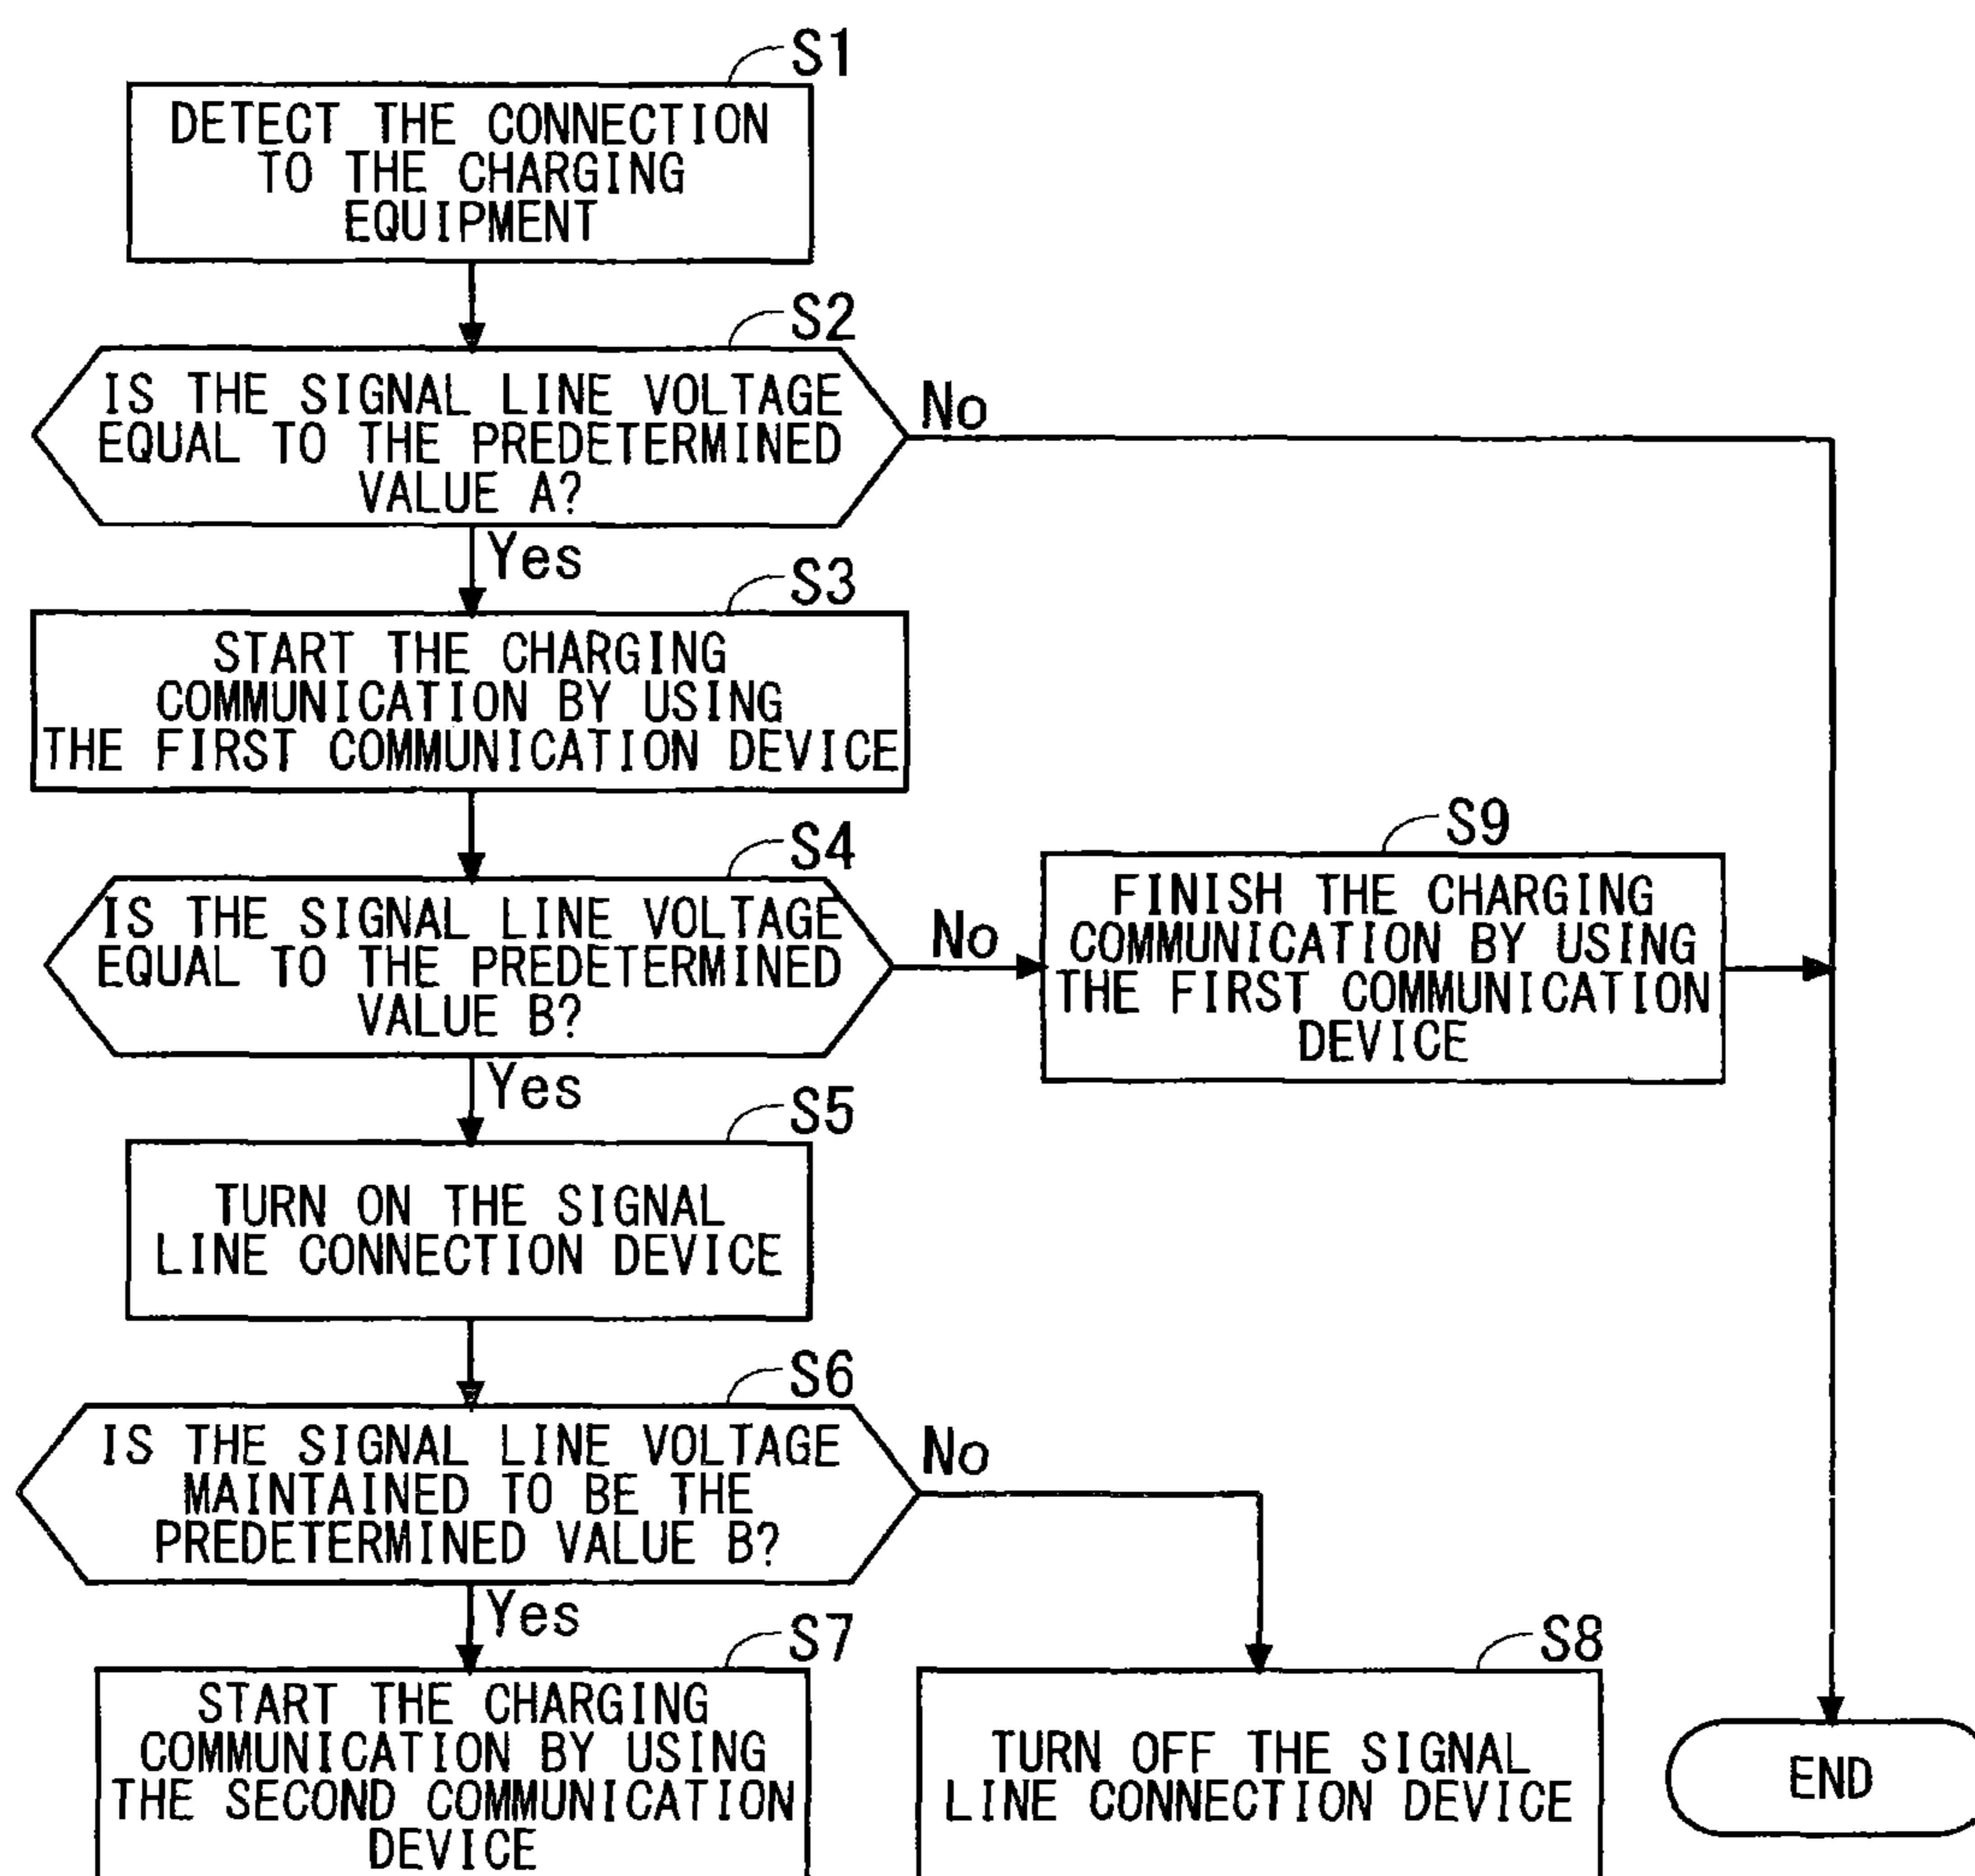 S1
DETECT THE CONNECTION
TO THE CHARGING
EQUIPMENT
S2
IS THE SIGNAL LINE VOLTAGE
EQUAL TO THE PREDETERMINED
VALUE A?
No
Yes
S3
START THE CHARGING
COMMUNICATION BY USING
THE FIRST COMMUNICATION DEVICE
S4
IS THE SIGNAL LINE VOLTAGE
EQUAL TO THE PREDETERMINED
VALUE B?
No
S9
FINISH THE CHARGING
COMMUNICATION BY USING
THE FIRST COMMUNICATION
DEVICE
Yes
S5
TURN ON THE SIGNAL
LINE CONNECTION DEVICE
S6
IS THE SIGNAL LINE VOLTAGE
MAINTAINED TO BE THE
PREDETERMINED VALUE B?
No
Yes
S7
START THE CHARGING
COMMUNICATION BY USING
THE SECOND COMMUNICATION
DEVICE
S8
TURN OFF THE SIGNAL
LINE CONNECTION DEVICE
END